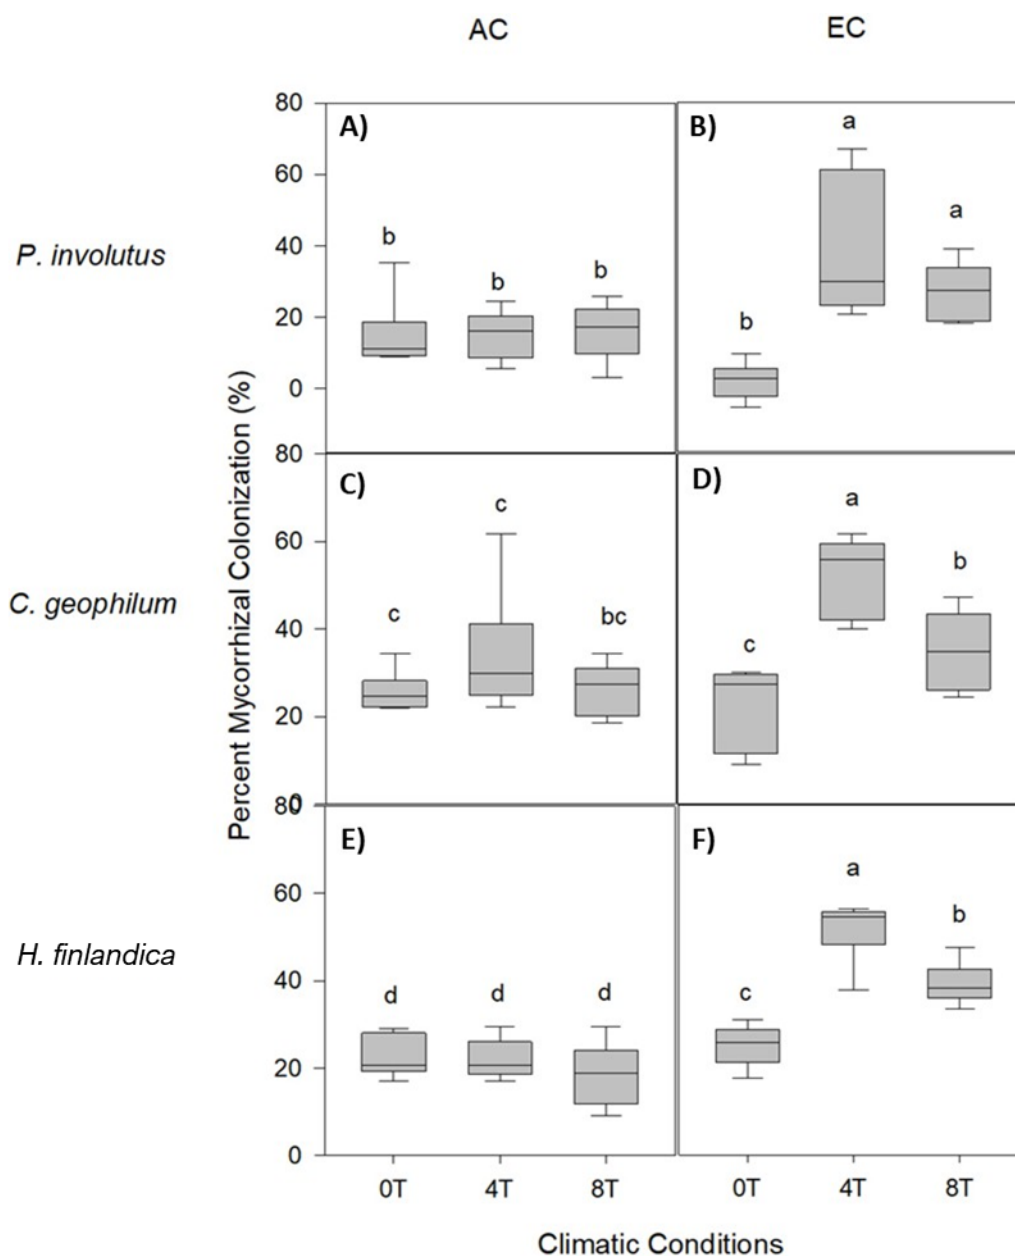 AC EC
80 A) B) a
60
a
P. involutus b
40 b b
20 b
0
80 C) D) a
c
60 b
C. geophilum c bc c
40
20
0
80 E) F) a
60 b
H. finlandica d d d c
40
20
0
0T 4T 8T 0T 4T 8T
Percent Mycorrhizal Colonization (%)
Climatic Conditions